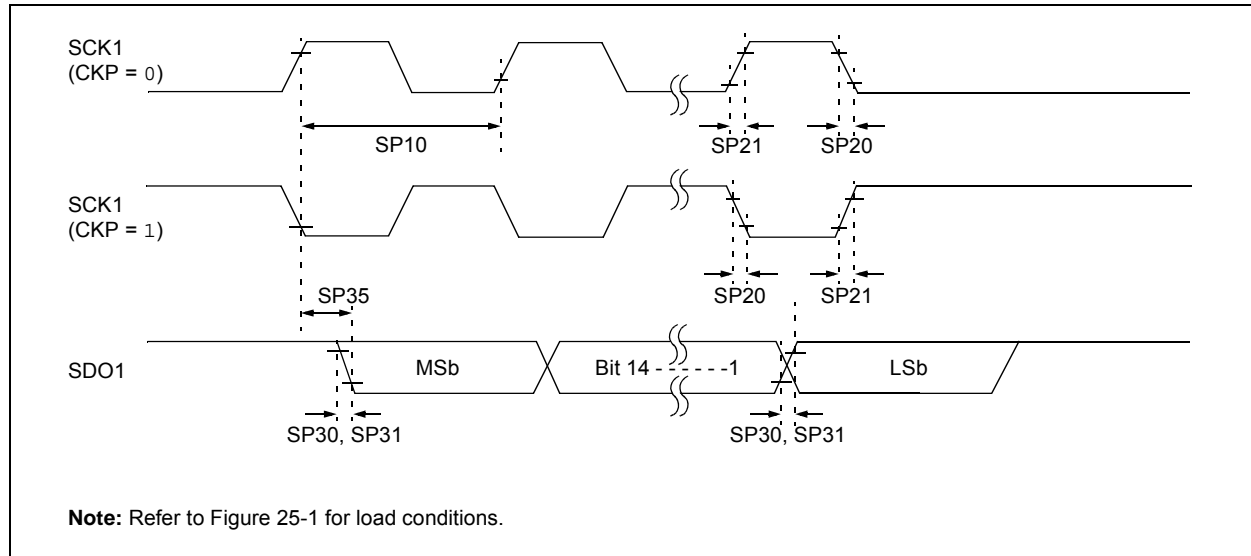 SCK1
(CKP = 0)
SP10
SP21
SP20
SCK1
(CKP = 1)
SP35
SP20
SP21
SDO1
MSb
Bit 14 - - - - - -1
LSb
SP30, SP31
SP30, SP31
Note: Refer to Figure 25-1 for load conditions.